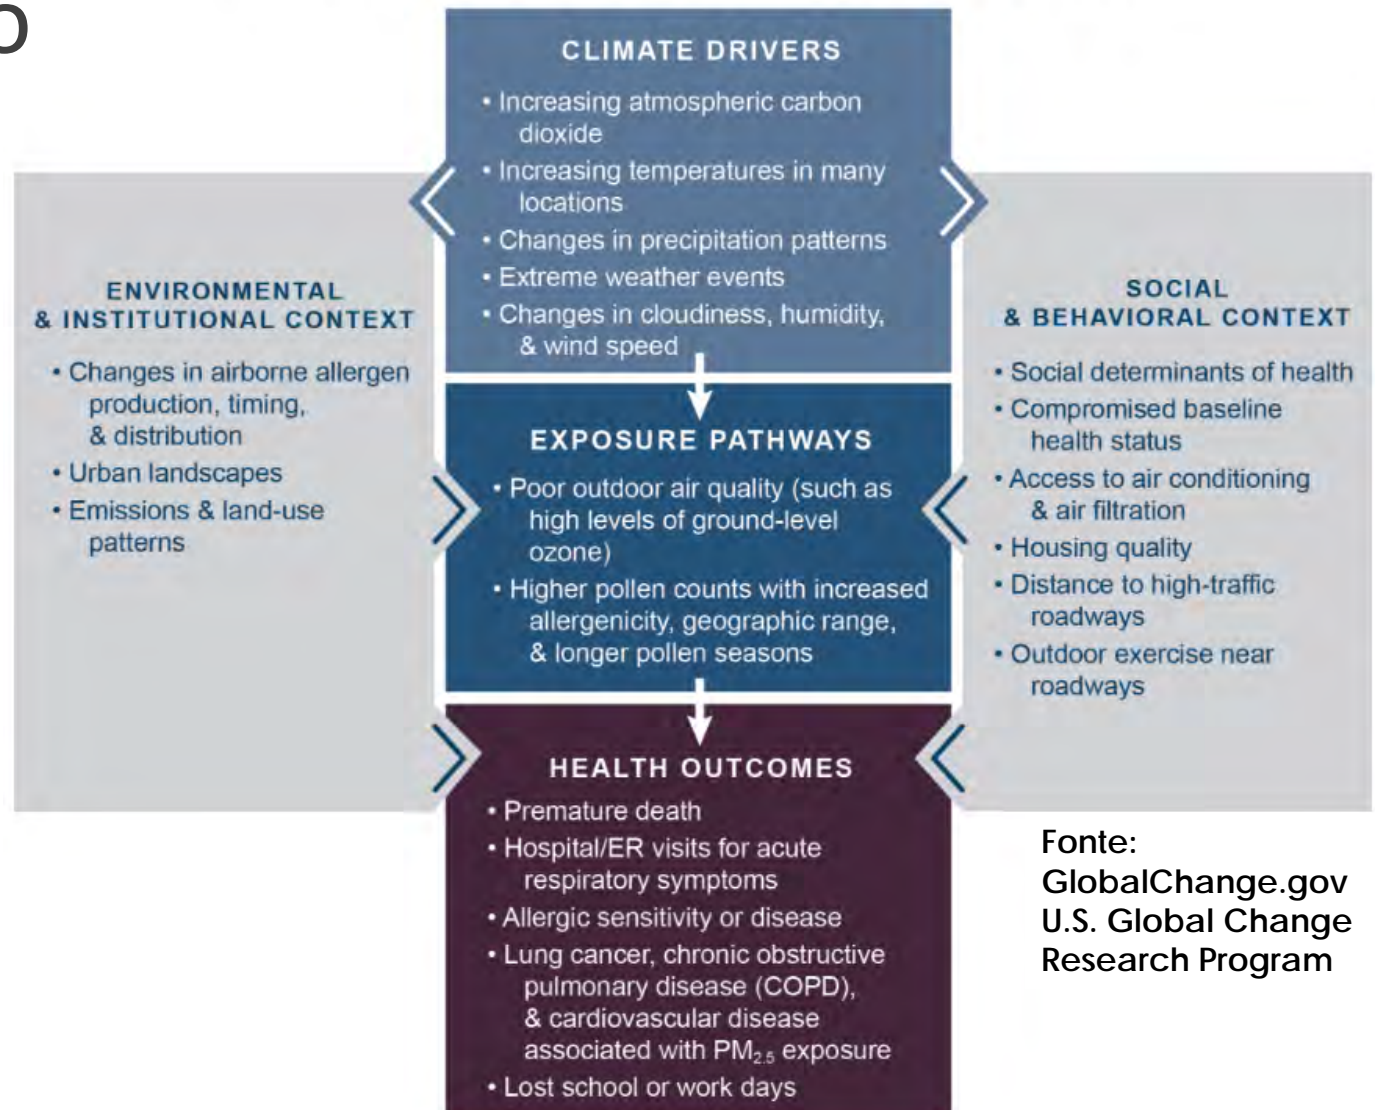 CLIMATE DRIVERS
• Increasing atmospheric carbon
dioxide
• Increasing temperatures in many
locations
• Changes in precipitation patterns
• Extreme weather events
• Changes in cloudiness, humidity,
& wind speed
ENVIRONMENTAL
& INSTITUTIONAL CONTEXT
• Changes in airborne allergen
production, timing,
& distribution
• Urban landscapes
• Emissions & land-use
patterns
EXPOSURE PATHWAYS
• Poor outdoor air quality (such as
high levels of ground-level
ozone)
• Higher pollen counts with increased
allergenicity, geographic range,
& longer pollen seasons
SOCIAL
& BEHAVIORAL CONTEXT
• Social determinants of health
• Compromised baseline
health status
• Access to air conditioning
& air filtration
• Housing quality
• Distance to high-traffic
roadways
• Outdoor exercise near
roadways
HEALTH OUTCOMES
• Premature death
• Hospital/ER visits for acute
respiratory symptoms
• Allergic sensitivity or disease
• Lung cancer, chronic obstructive
pulmonary disease (COPD),
& cardiovascular disease
associated with PM2.5 exposure
• Lost school or work days
Fonte:
GlobalChange.gov
U.S. Global Change
Research Program